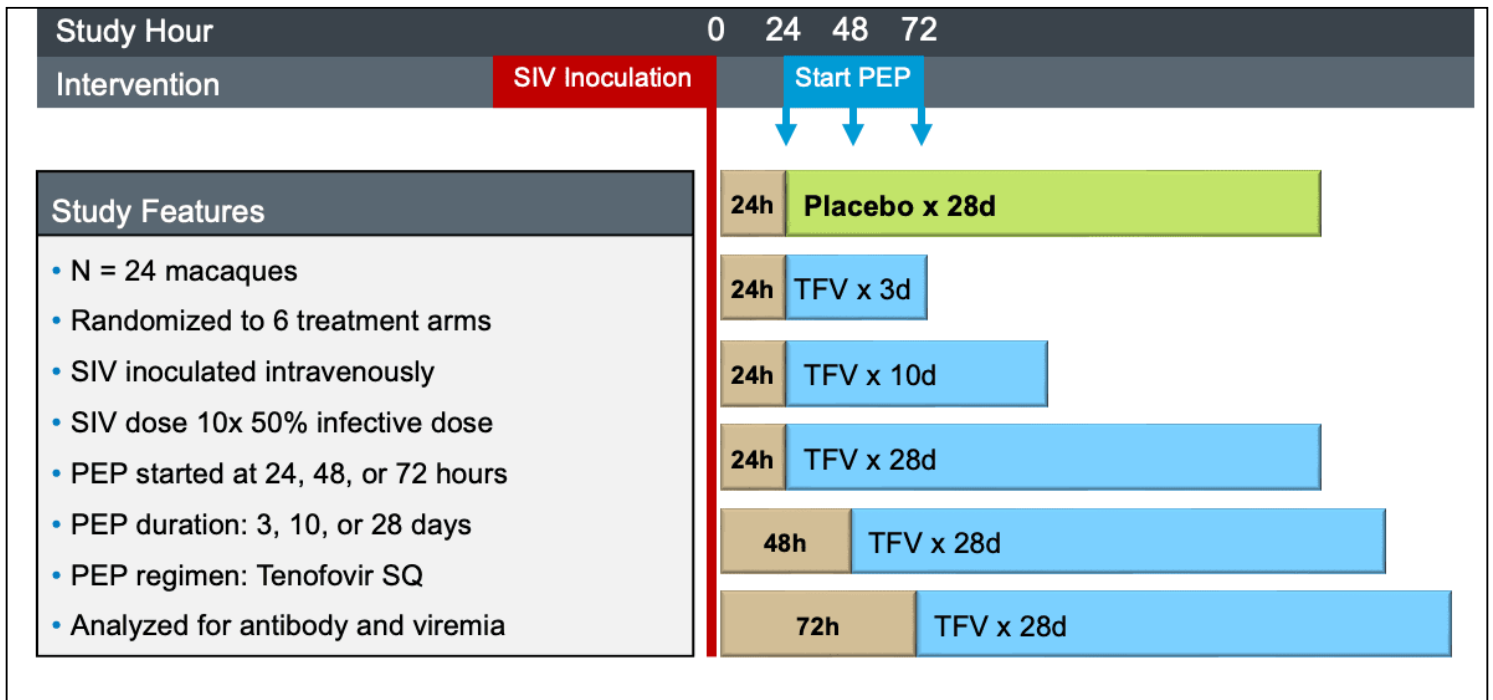 Study Hour 0 24 48 72
Intervention SIV Inoculation Start PEP
Study Features
• N = 24 macaques
• Randomized to 6 treatment arms
• SIV inoculated intravenously
• SIV dose 10x 50% infective dose
• PEP started at 24, 48, or 72 hours
• PEP duration: 3, 10, or 28 days
• PEP regimen: Tenofovir SQ
• Analyzed for antibody and viremia
24h Placebo x 28d
24h TFV x 3d
24h TFV x 10d
24h TFV x 28d
48h TFV x 28d
72h TFV x 28d